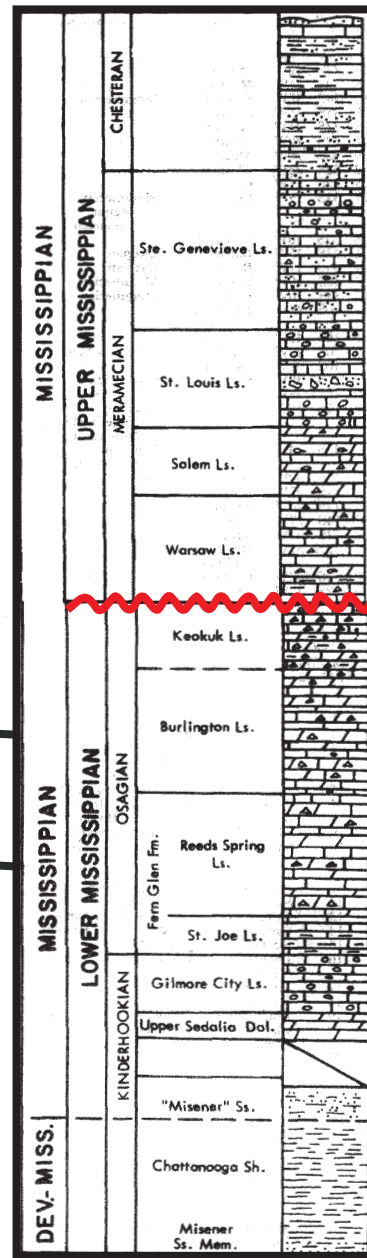 MISSISSIPPIAN
UPPER MISSISSIPPIAN
CHESTERAN
MERAMECIAN
Ste. Genevieve Ls.
St. Louis Ls.
Salem Ls.
Warsaw Ls.
MISSISSIPPIAN
LOWER MISSISSIPPIAN
OSAGIAN
Keokuk Ls.
Burlington Ls.
Fern Glen Fm.
Reeds Spring
Ls.
St. Joe Ls.
KINDERHOOKIAN
Gilmore City Ls.
Upper Sedalia Dol.
"Misener" Ss.
DEV.- MISS.
Chattanooga Sh.
Misener
Ss. Mem.